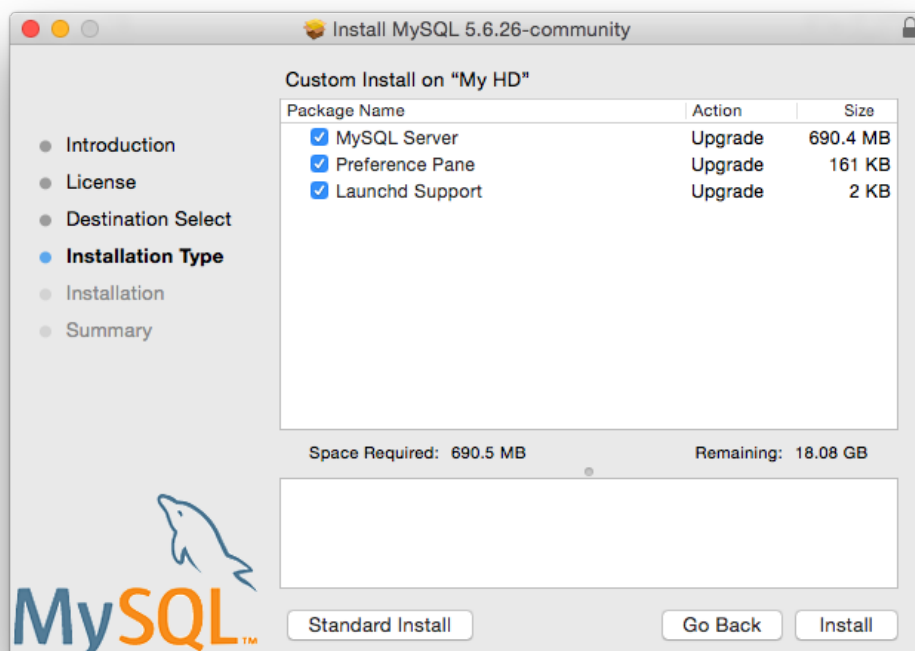 Install MySQL 5.6.26-community
Introduction
License
Destination Select
Installation Type
Installation
Summary
MySQL™
Custom Install on “My HD”
Package Name Action Size
MySQL Server Upgrade 690.4 MB
Preference Pane Upgrade 161 KB
Launchd Support Upgrade 2 KB
Space Required: 690.5 MB Remaining: 18.08 GB
Standard Install Go Back Install